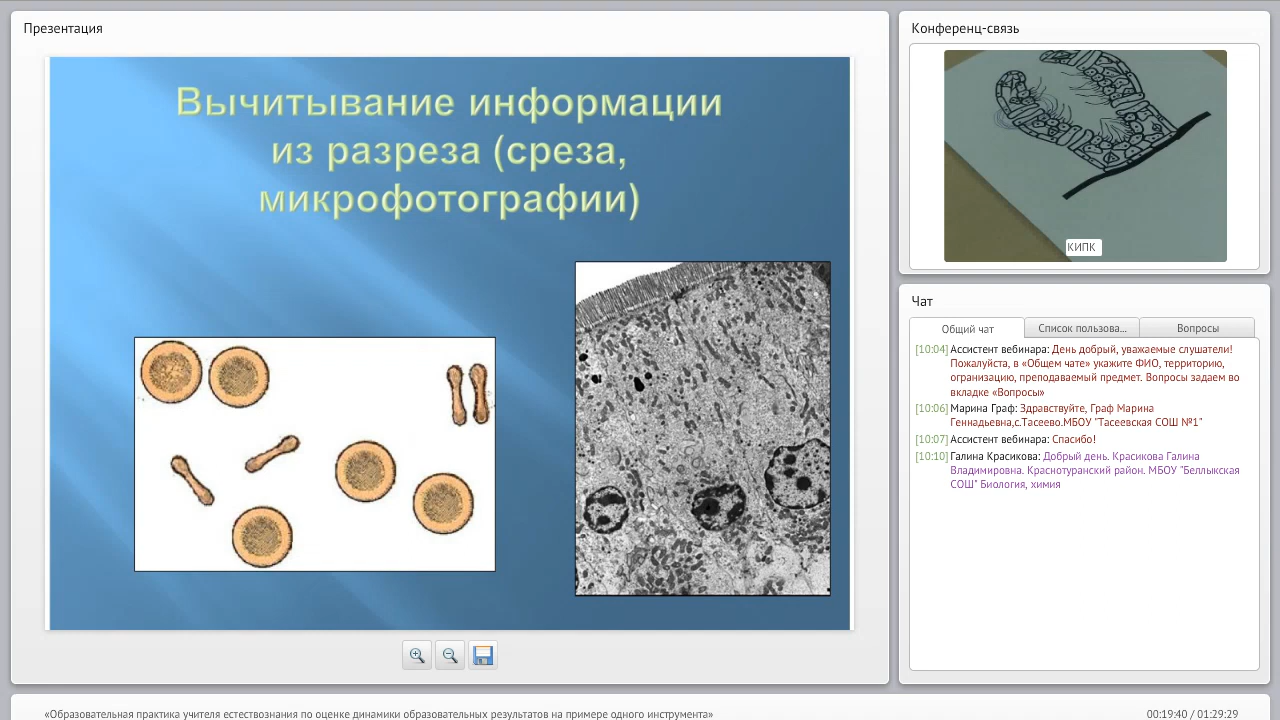 Презентация
Вычитывание информации
из разреза (среза,
микрофотографии)
Конференц-связь
КИПК
Чат
Общий чат
Список пользова...
Вопросы
[10:04] Ассистент вебинара: День добрый, уважаемые слушатели!
Пожалуйста, в «Общем чате» укажите ФИО, территорию,
огранизацию, преподаваемый предмет. Вопросы задаем во
вкладке «Вопросы»
[10:06] Марина Граф: Здравствуйте, Граф Марина
Геннадьевна,с.Тасеево.МБОУ "Тасеевская СОШ №1"
[10:07] Ассистент вебинара: Спасибо!
[10:10] Галина Красикова: Добрый день. Красикова Галина
Владимировна. Краснотуранский район. МБОУ "Беллыкская
СОШ" Биология, химия
«Образовательная практика учителя естествознания по оценке динамики образовательных результатов на примере одного инструмента»
00:19:40 / 01:29:29